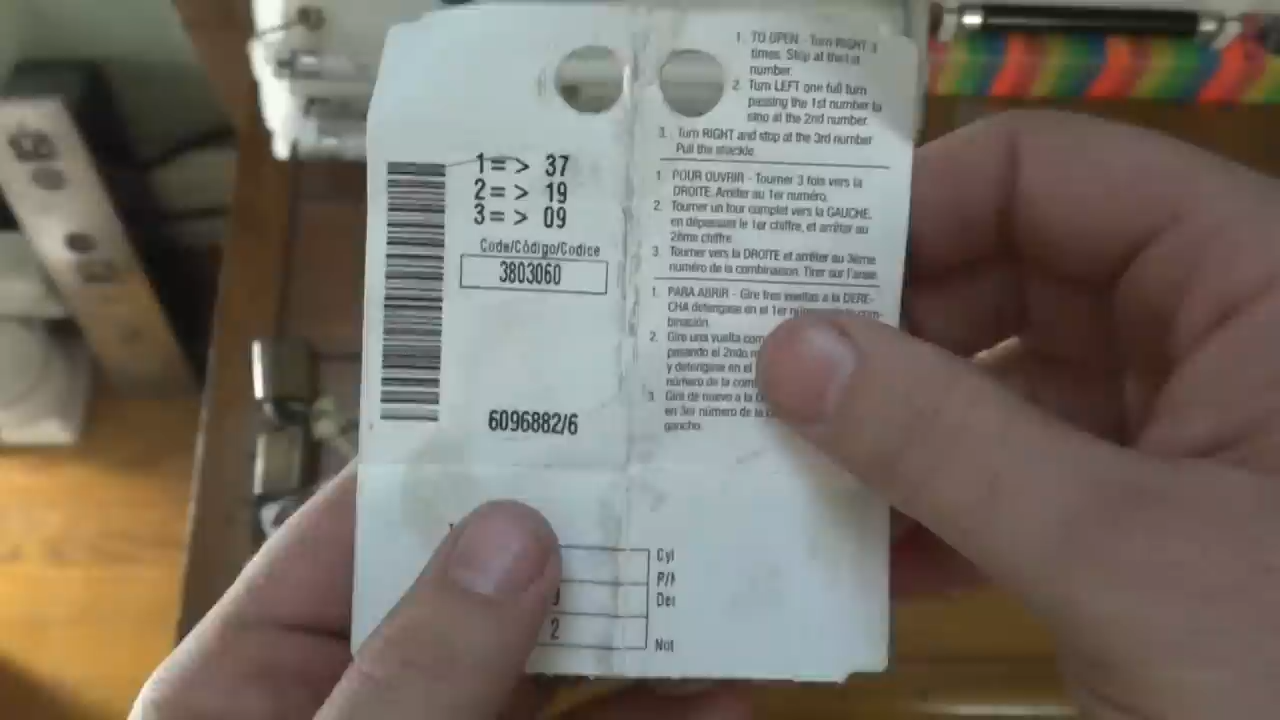 1=> 37
2=> 19
3=> 09
Code/Código/Codice
3803060
6096882/6
2
1. TO OPEN - Turn RIGHT 3
times. Stop at the 1st
number.
2. Turn LEFT one full turn
passing the 1st number to
stop at the 2nd number.
3. Turn RIGHT and stop at the 3rd number
Pull the shackle.
1. POUR OUVRIR - Tourner 3 fois vers la
DROITE. Arrêter au 1er numéro.
2. Tourner un tour complet vers la GAUCHE,
en dépassant le 1er chiffre, et arrêter au
2ème chiffre.
3. Tourner vers la DROITE et arrêter au 3ème
numéro de la combination. Tirer sur l'anse.
1. PARA ABRIR - Gire tres vueltas a la DERE-
CHA deténgase en el 1er
binación.
2. Gire una vuelta com
pasando el 2ndo
y deténgase en el
número de la com
3. Gire de nuevo a la
en 3er número de la
gancho.
Cyl
P/
Der
Not